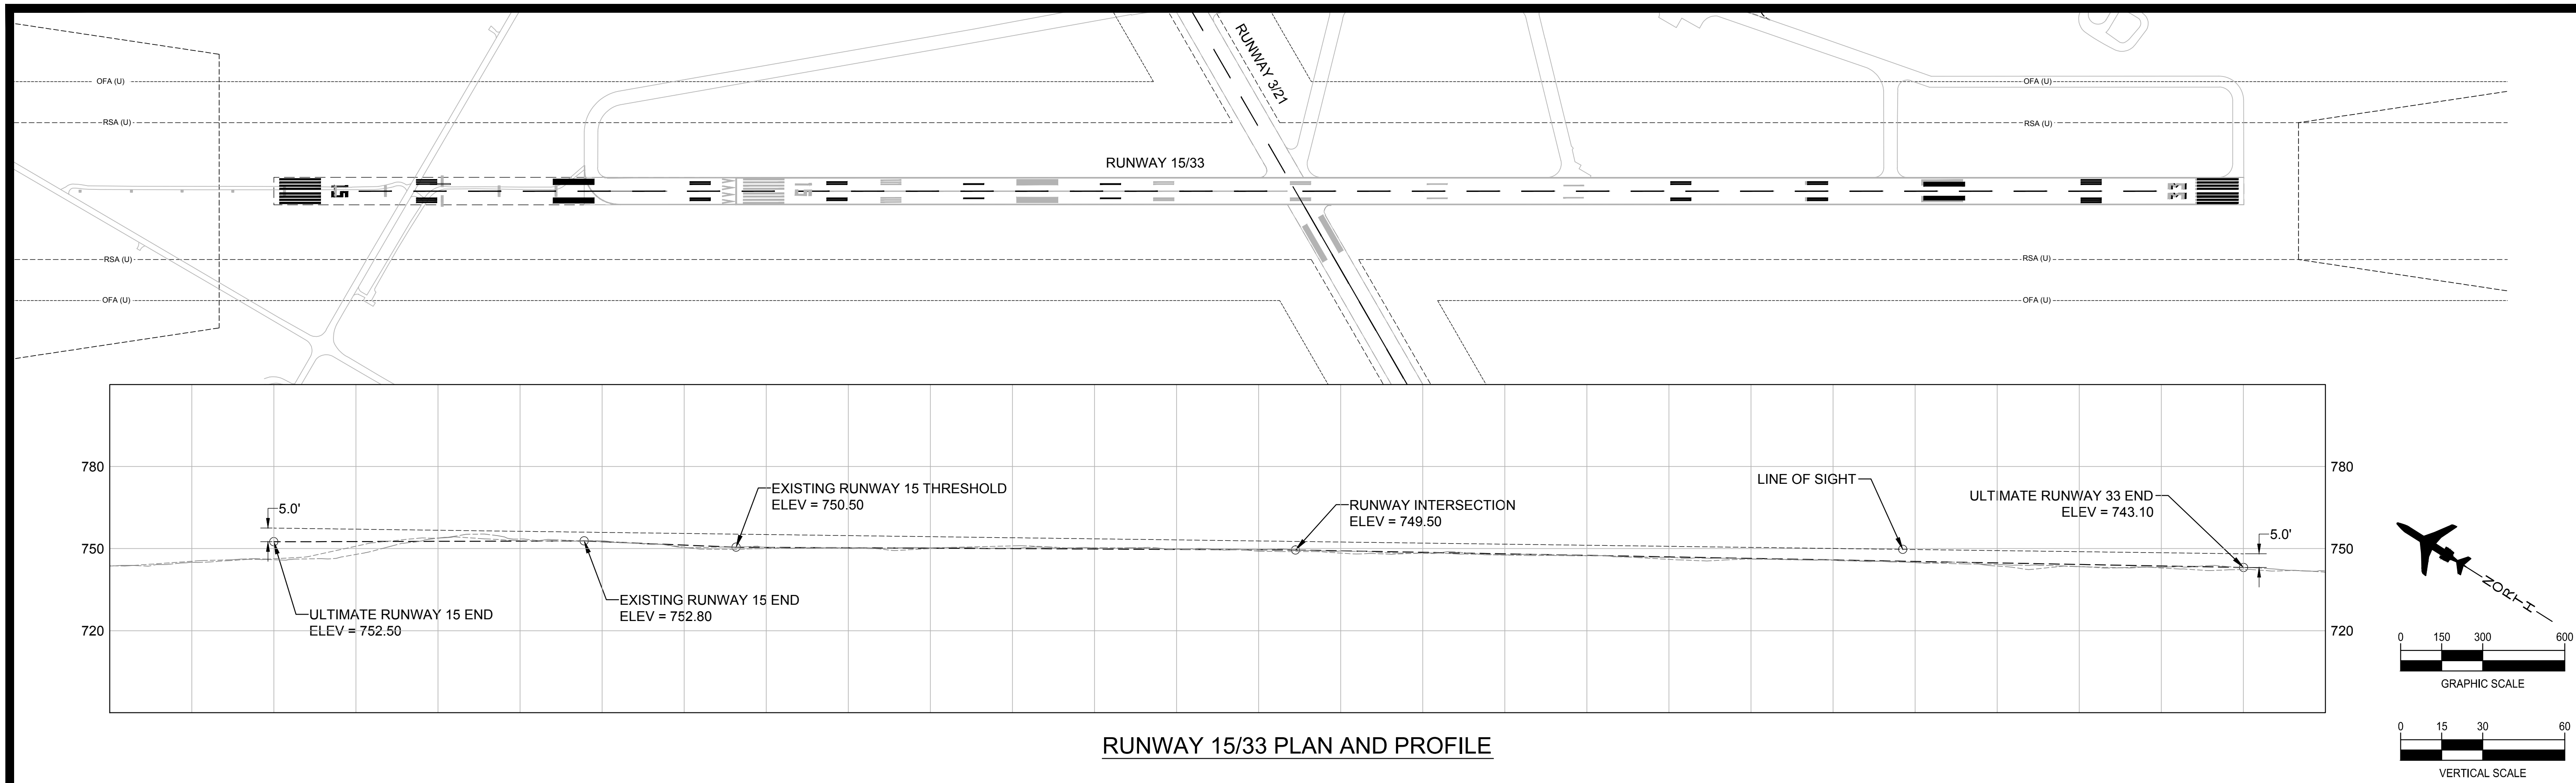 RUNWAY 3/21
OFA (U)
OFA (U)
RSA (U)
RSA (U)
RUNWAY 15/33
15
15
33
RSA (U)
RSA (U)
OFA (U)
OFA (U)
780
780
EXISTING RUNWAY 15 THRESHOLD
ELEV = 750.50
LINE OF SIGHT
5.0'
RUNWAY INTERSECTION
ELEV = 749.50
ULTIMATE RUNWAY 33 END
ELEV = 743.10
5.0'
750
750
EXISTING RUNWAY 15 END
ELEV = 752.80
ULTIMATE RUNWAY 15 END
ELEV = 752.50
720
720
NORTH
0 150 300 600
GRAPHIC SCALE
0 15 30 60
VERTICAL SCALE
RUNWAY 15/33 PLAN AND PROFILE